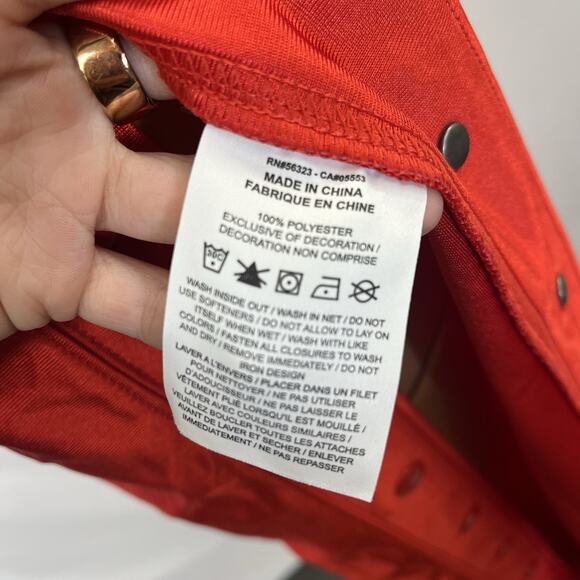 RN#56323 - CA#05553
MADE IN CHINA
FABRIQUE EN CHINE
100% POLYESTER
EXCLUSIVE OF DECORATION /
DECORATION NON COMPRISE
30C
WASH INSIDE OUT / WASH IN NET / DO NOT
USE SOFTENERS / DO NOT ALLOW TO LAY ON
ITSELF WHEN WET / WASH WITH LIKE
COLORS / FASTEN ALL CLOSURES TO WASH
AND DRY / REMOVE IMMEDIATELY / DO NOT
IRON DESIGN
LAVER A L'ENVERS / PLACER DANS UN FILET
POUR NETTOYER / NE PAS UTILISER
D'ADOUCISSEUR / NE PAS LAISSER LE
VÊTEMENT PLIÉ LORSQU'IL EST MOUILLÉ /
LAVER AVEC COULEURS SIMILAIRES /
VEUILLEZ BOUCLER TOUTES LES ATTACHES
AVANT DE LAVER ET SECHER / ENLEVER
IMMEDIATEMENT / NE PAS REPASSER